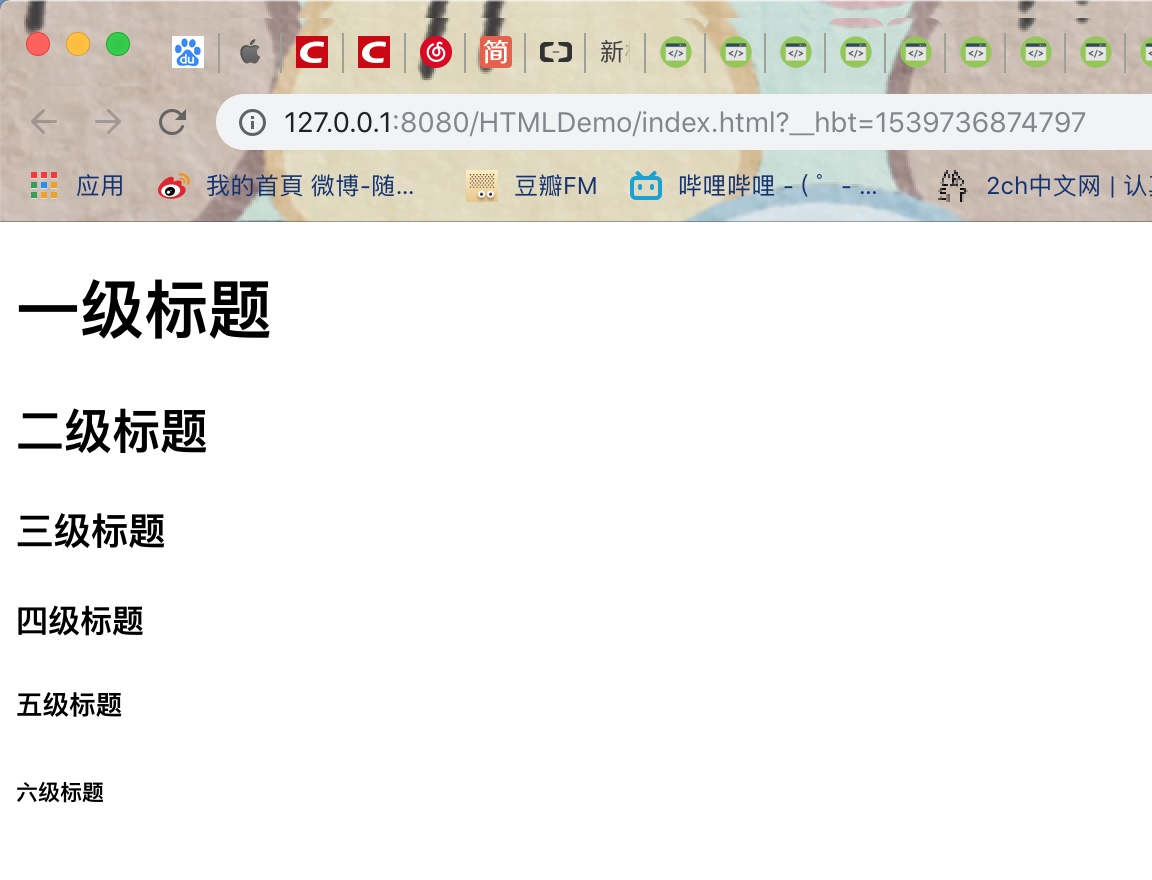 du 简 新
127.0.0.1:8080/HTMLDemo/index.html?__hbt=1539736874797
应用 我的首頁 微博-随... 豆瓣FM 哔哩哔哩 - ( ゜ - ... 2ch中文网 | 认
一级标题
二级标题
三级标题
四级标题
五级标题
六级标题